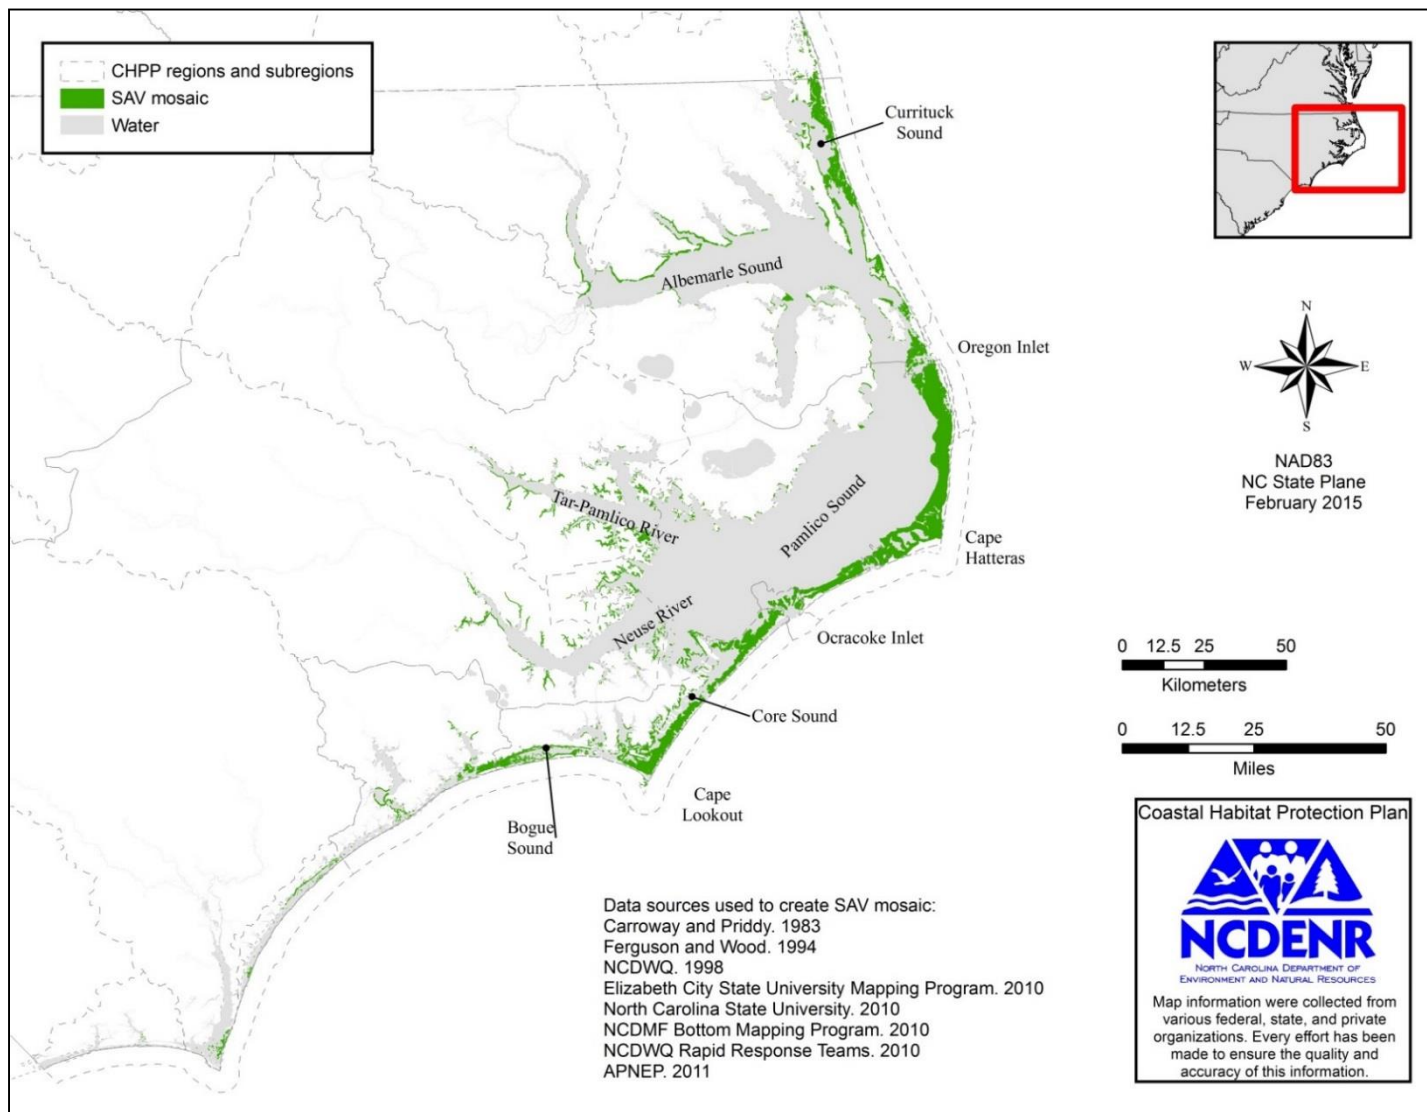 CHPP regions and subregions
SAV mosaic
Water
Currituck
Sound
Albemarle Sound
Oregon Inlet
N
W
E
S
NAD83
NC State Plane
February 2015
Tar-Pamlico River
Pamlico Sound
Cape
Hatteras
Neuse River
Ocracoke Inlet
Core Sound
Cape
Lookout
Bogue
Sound
0 12.5 25 50
Kilometers
0 12.5 25 50
Miles
Data sources used to create SAV mosaic:
Carroway and Priddy. 1983
Ferguson and Wood. 1994
NCDWQ. 1998
Elizabeth City State University Mapping Program. 2010
North Carolina State University. 2010
NCDMF Bottom Mapping Program. 2010
NCDWQ Rapid Response Teams. 2010
APNEP. 2011
Coastal Habitat Protection Plan
NCDENR
NORTH CAROLINA DEPARTMENT OF
ENVIRONMENT AND NATURAL RESOURCES
Map information were collected from
various federal, state, and private
organizations. Every effort has been
made to ensure the quality and
accuracy of this information.